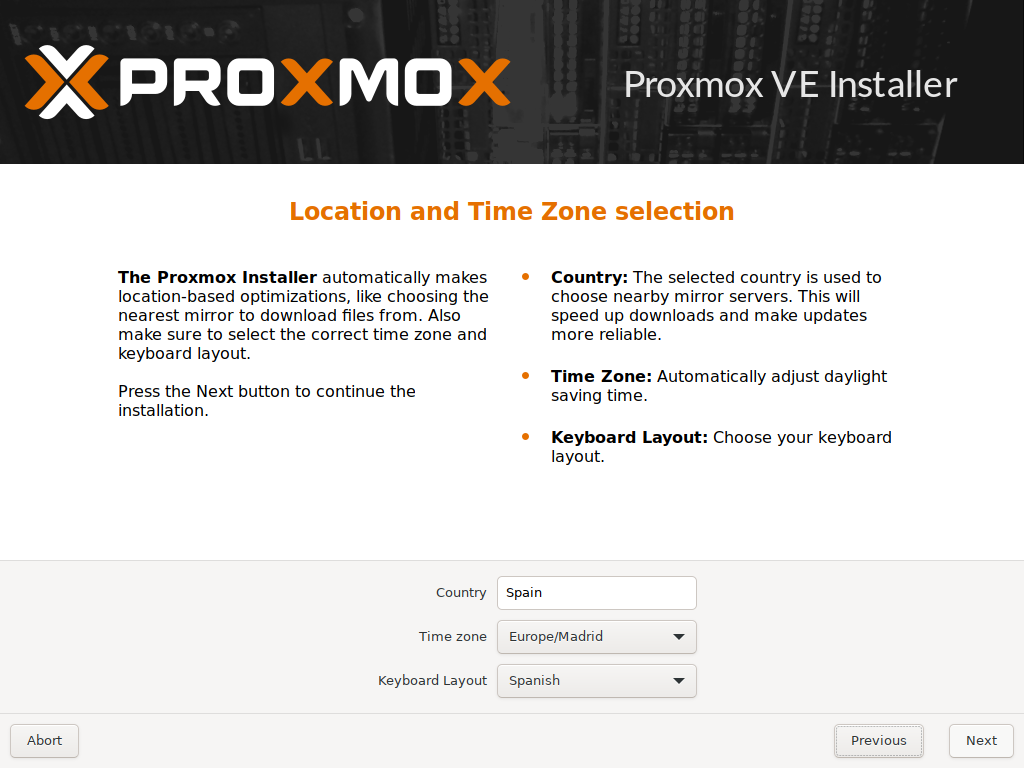 PROXMOX
Proxmox VE Installer
Location and Time Zone selection
The Proxmox Installer automatically makes
location-based optimizations, like choosing the
nearest mirror to download files from. Also
make sure to select the correct time zone and
keyboard layout.
Press the Next button to continue the
installation.
Country: The selected country is used to
choose nearby mirror servers. This will
speed up downloads and make updates
more reliable.
Time Zone: Automatically adjust daylight
saving time.
Keyboard Layout: Choose your keyboard
layout.
Country Spain
Time zone Europe/Madrid
Keyboard Layout Spanish
Abort Previous Next